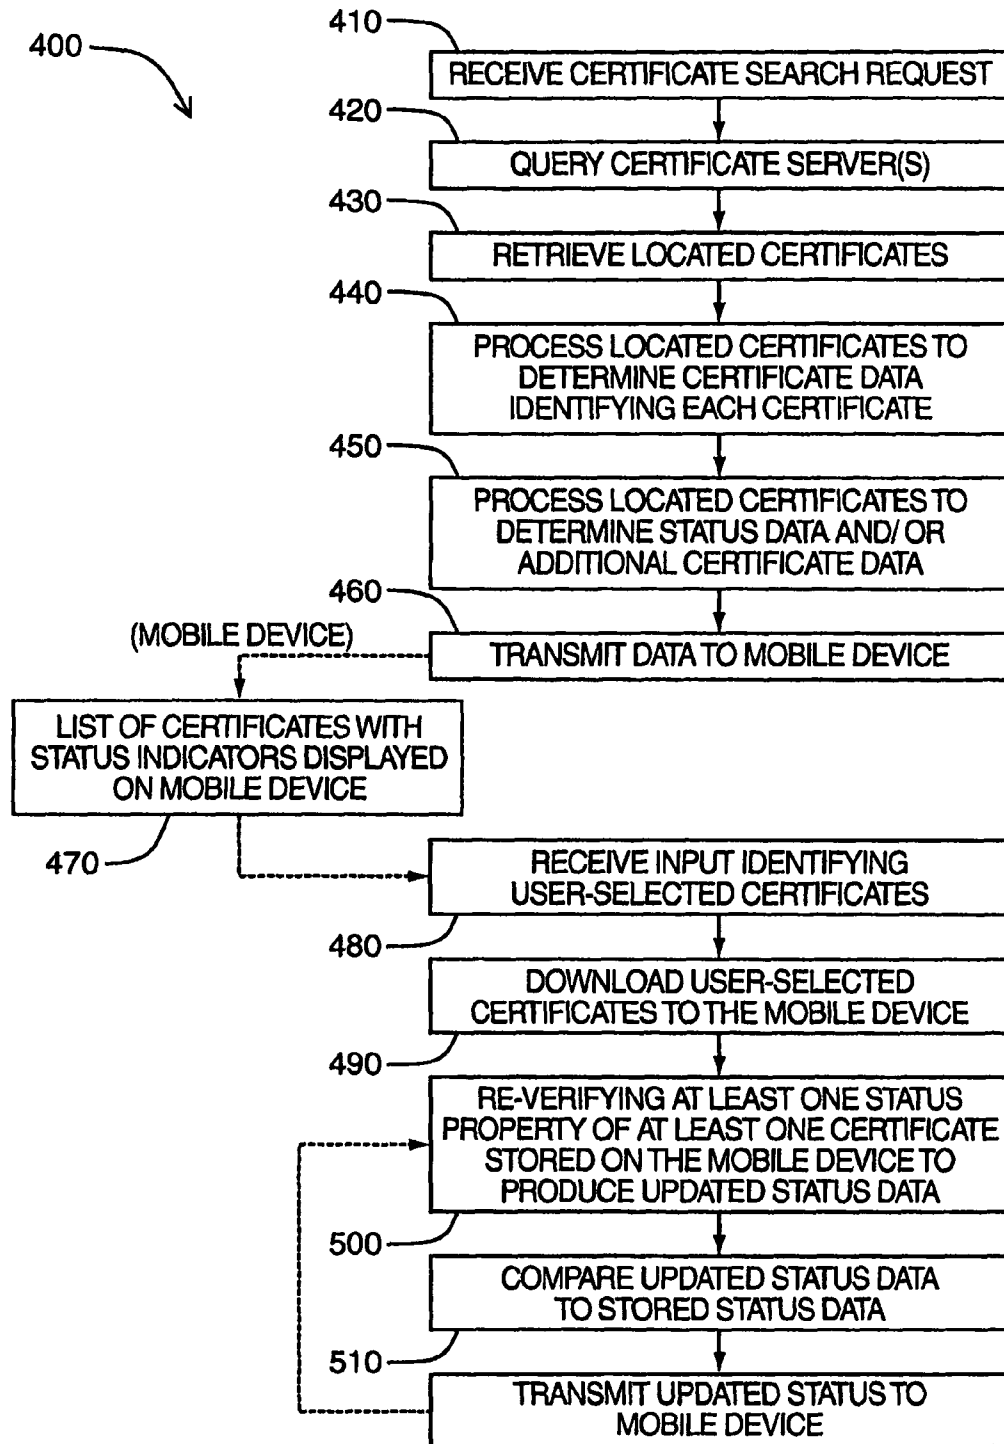 400
410
RECEIVE CERTIFICATE SEARCH REQUEST
420
QUERY CERTIFICATE SERVER(S)
430
RETRIEVE LOCATED CERTIFICATES
440
PROCESS LOCATED CERTIFICATES TO
DETERMINE CERTIFICATE DATA
IDENTIFYING EACH CERTIFICATE
450
PROCESS LOCATED CERTIFICATES TO
DETERMINE STATUS DATA AND/ OR
ADDITIONAL CERTIFICATE DATA
460
(MOBILE DEVICE)
TRANSMIT DATA TO MOBILE DEVICE
LIST OF CERTIFICATES WITH
STATUS INDICATORS DISPLAYED
ON MOBILE DEVICE
470
RECEIVE INPUT IDENTIFYING
USER-SELECTED CERTIFICATES
480
DOWNLOAD USER-SELECTED
CERTIFICATES TO THE MOBILE DEVICE
490
RE-VERIFYING AT LEAST ONE STATUS
PROPERTY OF AT LEAST ONE CERTIFICATE
STORED ON THE MOBILE DEVICE TO
PRODUCE UPDATED STATUS DATA
500
COMPARE UPDATED STATUS DATA
TO STORED STATUS DATA
510
TRANSMIT UPDATED STATUS TO
MOBILE DEVICE